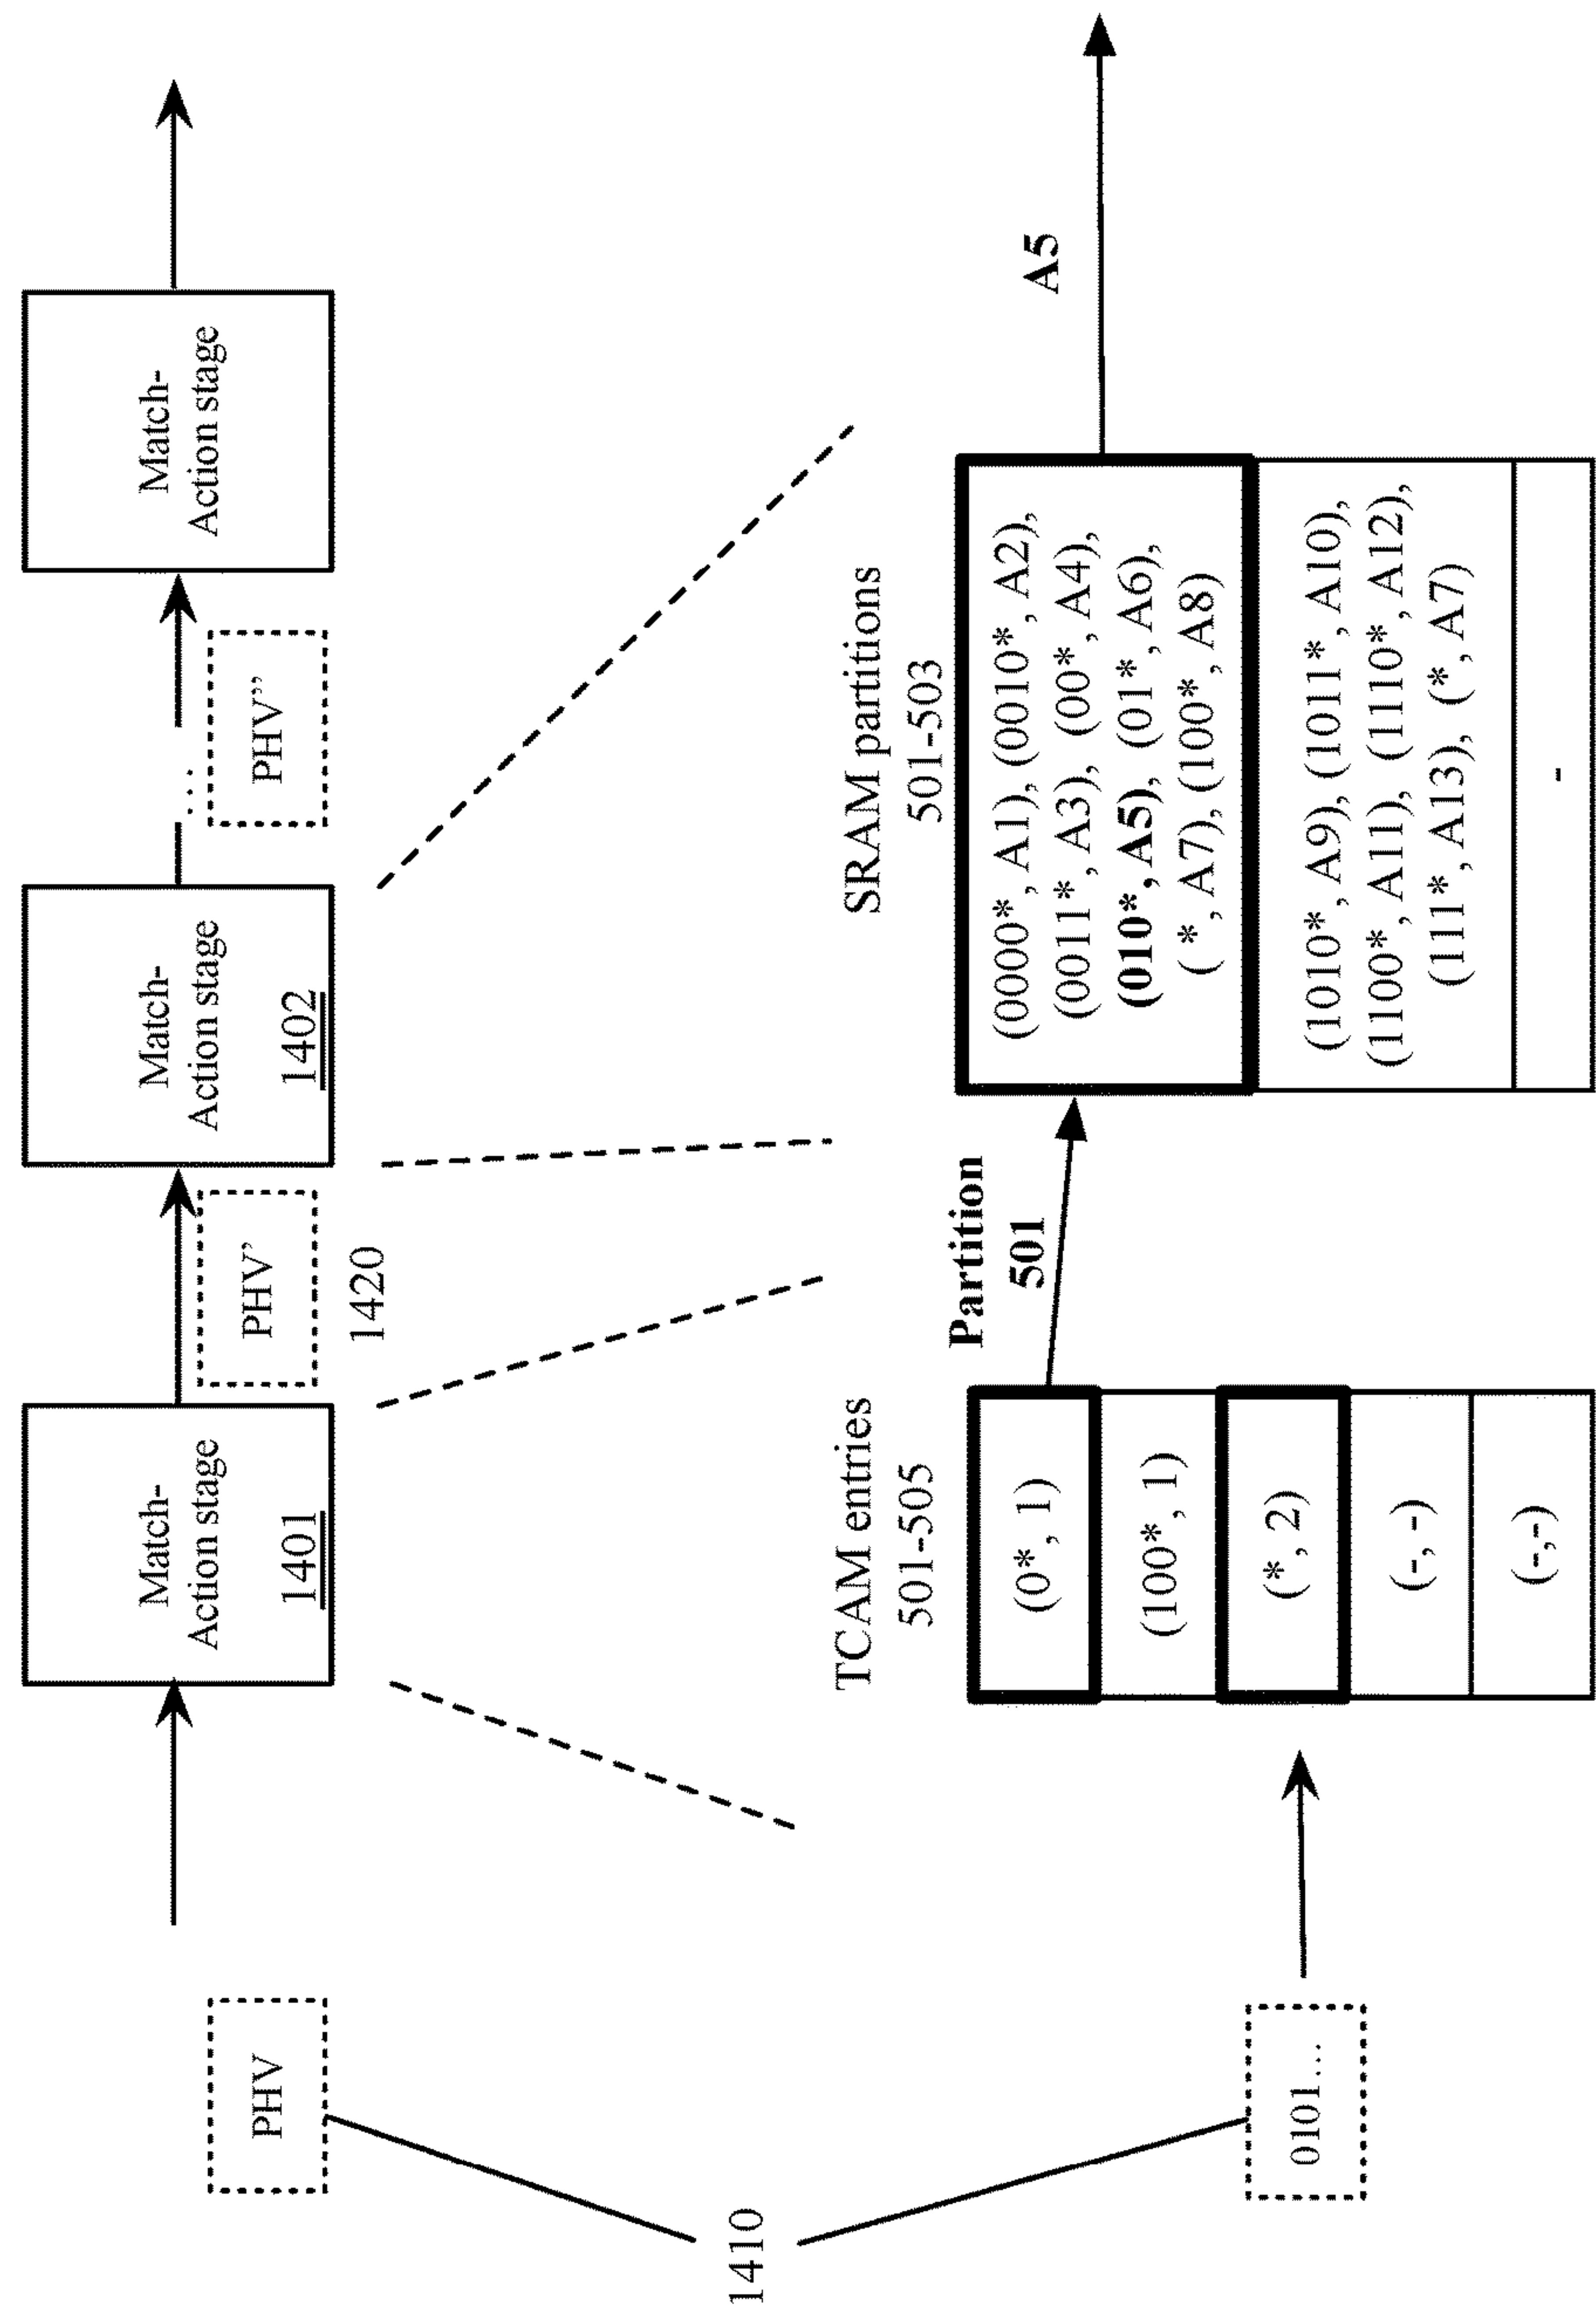 PHV
Match-
Action stage
1401
PHV'
1420
Match-
Action stage
1402
...
PHV''
Match-
Action stage
1410
0101...
TCAM entries
501-505
(0*, 1)
(100*, 1)
(*, 2)
(-, -)
(-,-)
Partition
501
SRAM partitions
501-503
(0000*, A1), (0010*, A2),
(0011*, A3), (00*, A4),
(010*, A5), (01*, A6),
(*, A7), (100*, A8)
(1010*, A9), (1011*, A10),
(1100*, A11), (1110*, A12),
(111*, A13), (*, A7)
-
A5